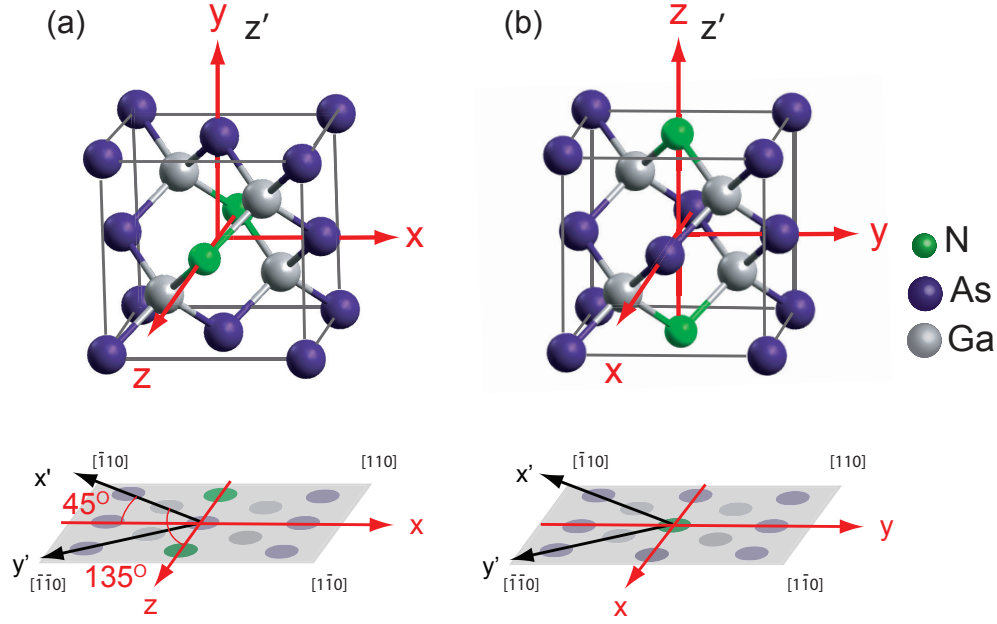 (a)
y
z′
x
z
(b)
z
z′
y
x
N
As
Ga
x'
[1̄10]
[110]
45°
x
y'
[1̄1̄0]
135°
z
[11̄0]
x'
[1̄10]
[110]
y
y'
[1̄1̄0]
x
[11̄0]